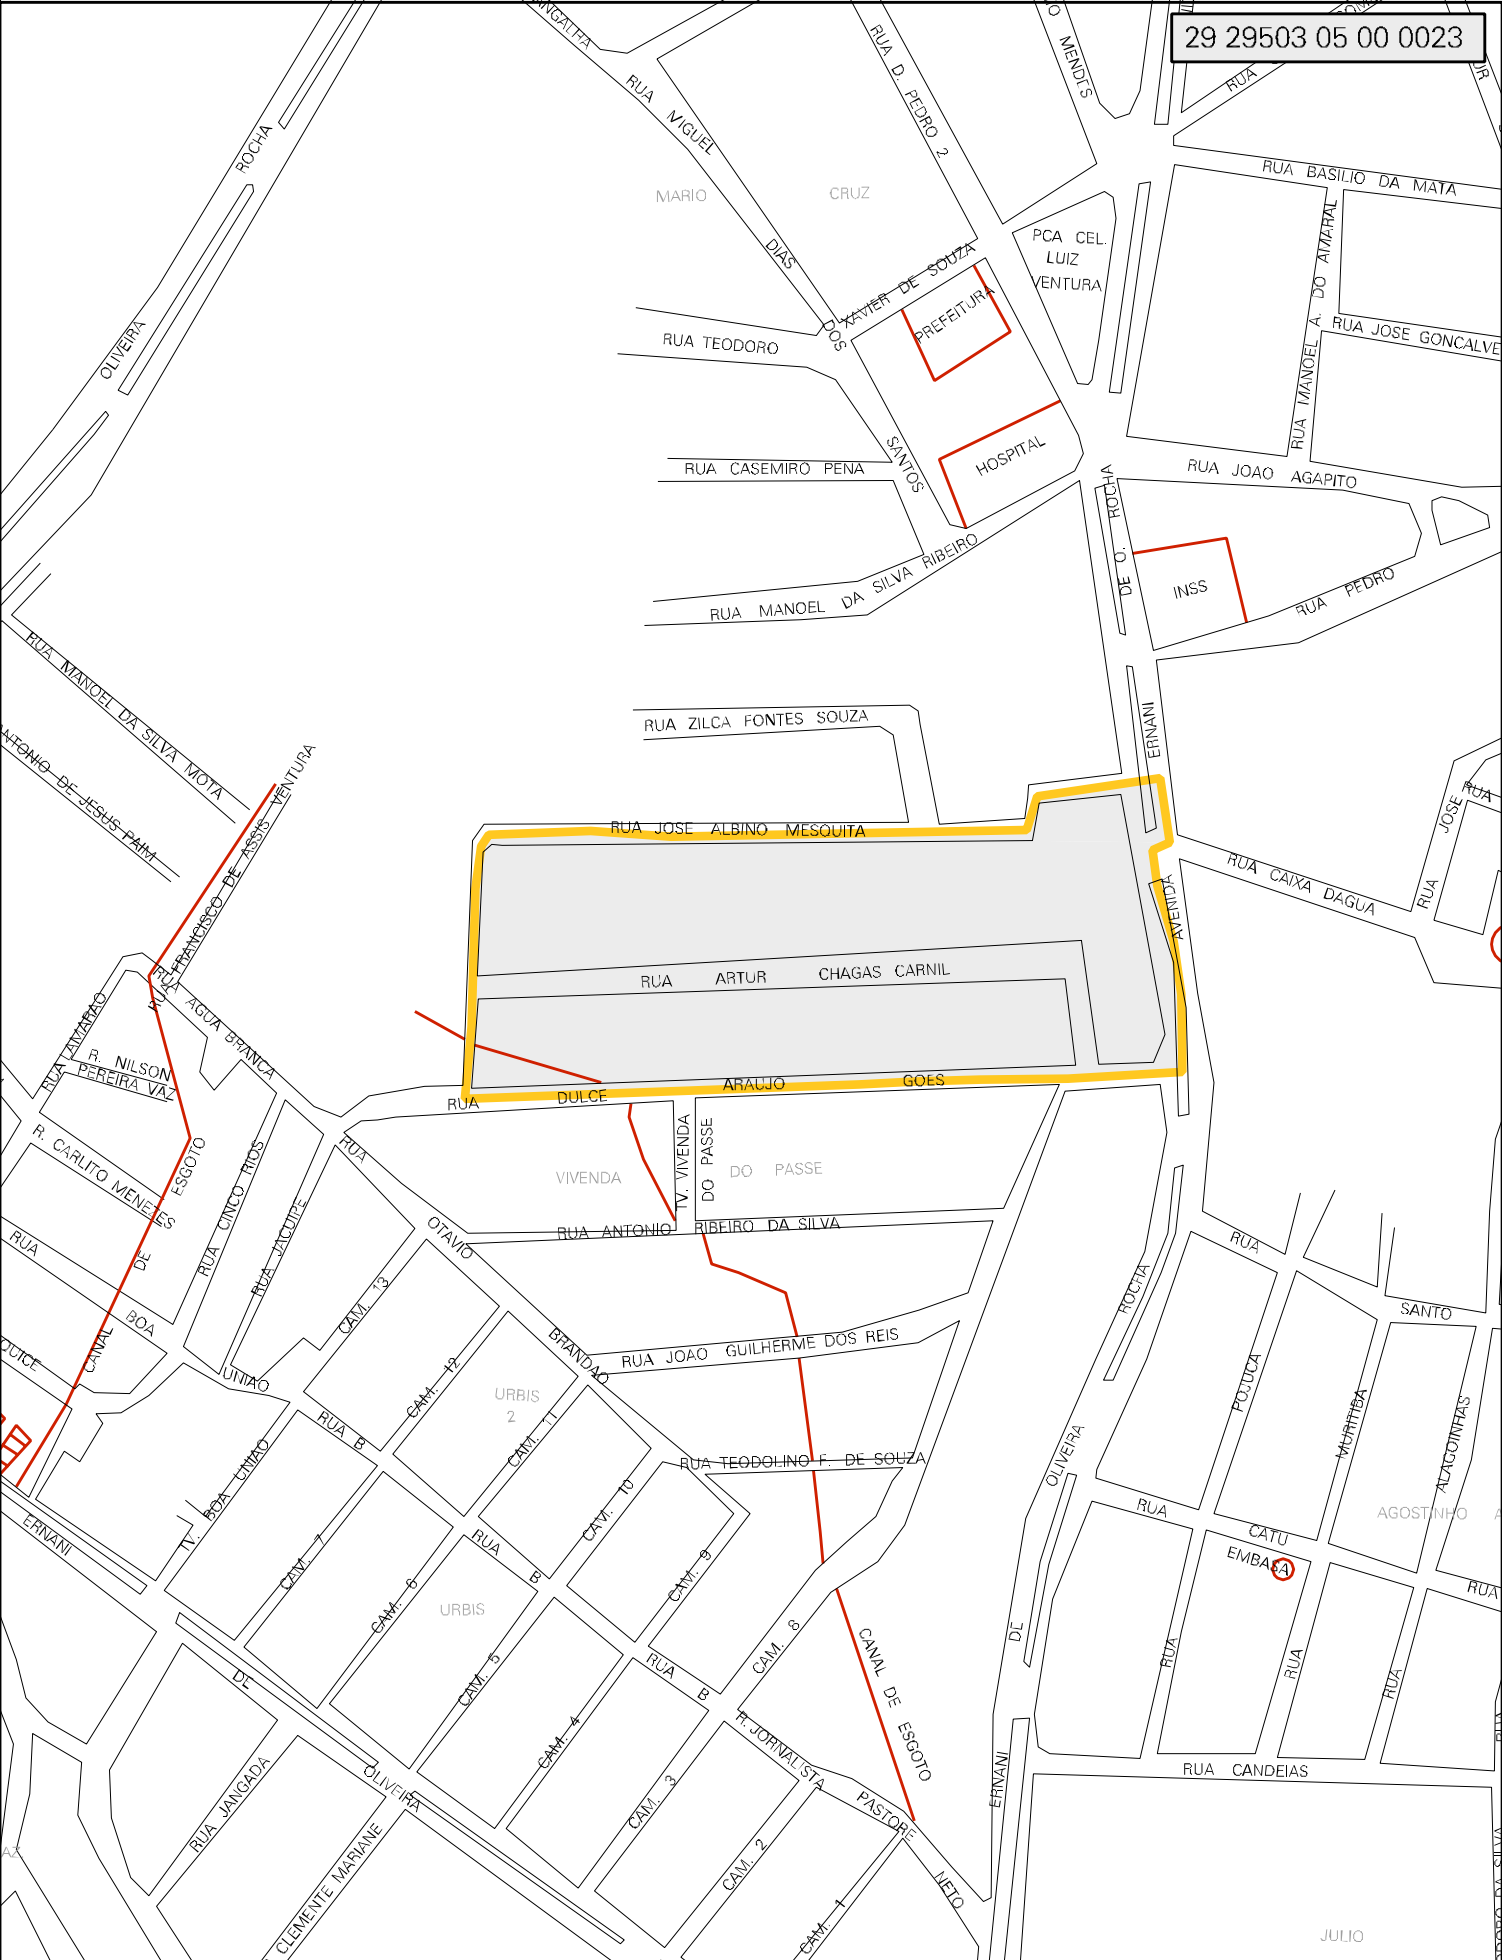 29 29503 05 00 0023
RUA
MIGUEL
DIAS
DOS
SANTOS
RUA D. PEDRO 2
MENDES
RUA
ROCHA
OLIVEIRA
MARIO
CRUZ
RUA BASILIO DA MATA
PCA CEL.
LUIZ
VENTURA
XAVIER DE SOUZA
PREFEITURA
RUA MANOEL A. DO AMARAL
RUA JOSE GONCALVE
RUA TEODORO
HOSPITAL
RUA CASEMIRO PENA
RUA JOAO AGAPITO
RUA MANOEL DA SILVA RIBEIRO
INSS
RUA PEDRO
AVENIDA ERNANI DE O. ROCHA
RUA MANOEL DA SILVA MOTA
ANTONIO DE JESUS PAIM
RUA FRANCISCO DE ASSIS VENTURA
RUA ZILCA FONTES SOUZA
RUA JOSE ALBINO MESQUITA
RUA CAIXA DAGUA
RUA JOSE
RUA
RUA ARTUR CHAGAS CARNIL
RUA AGUA BRANCA
RUA LAMARAO
R. NILSON
PEREIRA VAZ
RUA DULCE ARAUJO GOES
R. CARLITO MENEZES
CANAL DE ESGOTO
RUA CINCO RIOS
RUA JACUIPE
TV. VIVENDA
DO PASSE
VIVENDA
DO PASSE
RUA ANTONIO RIBEIRO DA SILVA
RUA OTAVIO BRANDAO
RUA BOA UNIAO
RUA JOAO GUILHERME DOS REIS
RUA TEODOLINO F. DE SOUZA
CAM. 13
CAM. 12
CAM. 11
CAM. 10
CAM. 9
CAM. 8
CAM. 7
CAM. 6
CAM. 5
CAM. 4
CAM. 3
CAM. 2
CAM. 1
URBIS
2
URBIS
RUA B
RUA B
RUA B
TV. BOA UNIAO
ERNANI DE OLIVEIRA
RUA JANGADA
CLEMENTE MARIANE
R. JORNALISTA PASTORE NETO
CANAL DE ESGOTO
ERNANI DE OLIVEIRA ROCHA
RUA SANTO
RUA POJUCA
RUA MURITIBA
RUA ALAGOINHAS
AGOSTINHO
RUA CATU
RUA
EMBASA
RUA CANDEIAS
JULIO